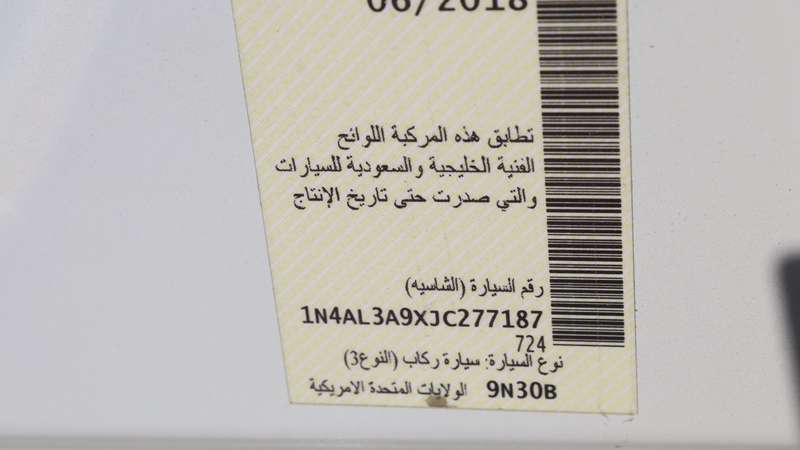 06/2018
تطابق هذه المركبة اللوائح
الفنية الخليجية والسعودية للسيارات
والتي صدرت حتى تاريخ الإنتاج
رقم السيارة (الشاسيه)
1N4AL3A9XJC277187
724
نوع السيارة: سيارة ركاب (النوع3)
الولايات المتحدة الامريكية 9N30B